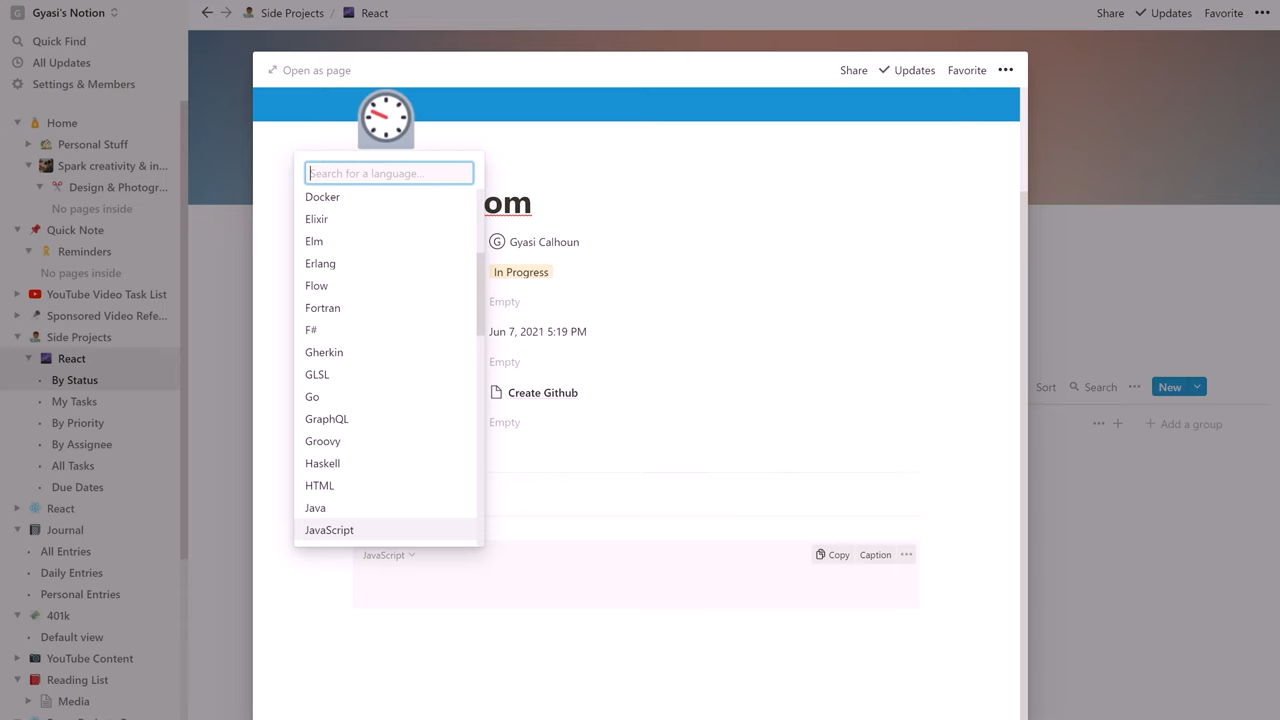 G Gyasi's Notion
Side Projects / React
Share Updates Favorite
Quick Find
All Updates
Settings & Members
Home
Personal Stuff
Spark creativity & in...
Design & Photogr...
No pages inside
Quick Note
Reminders
No pages inside
YouTube Video Task List
Sponsored Video Refe...
Side Projects
React
By Status
My Tasks
By Priority
By Assignee
All Tasks
Due Dates
React
Journal
All Entries
Daily Entries
Personal Entries
401k
Default view
YouTube Content
Reading List
Media
Open as page
Share Updates Favorite
Search for a language...
Docker
Elixir
Elm
Erlang
Flow
Fortran
F#
Gherkin
GLSL
Go
GraphQL
Groovy
Haskell
HTML
Java
JavaScript
om
G Gyasi Calhoun
In Progress
Empty
Jun 7, 2021 5:19 PM
Empty
Create Github
Empty
JavaScript
Copy Caption
Sort Search New
Add a group